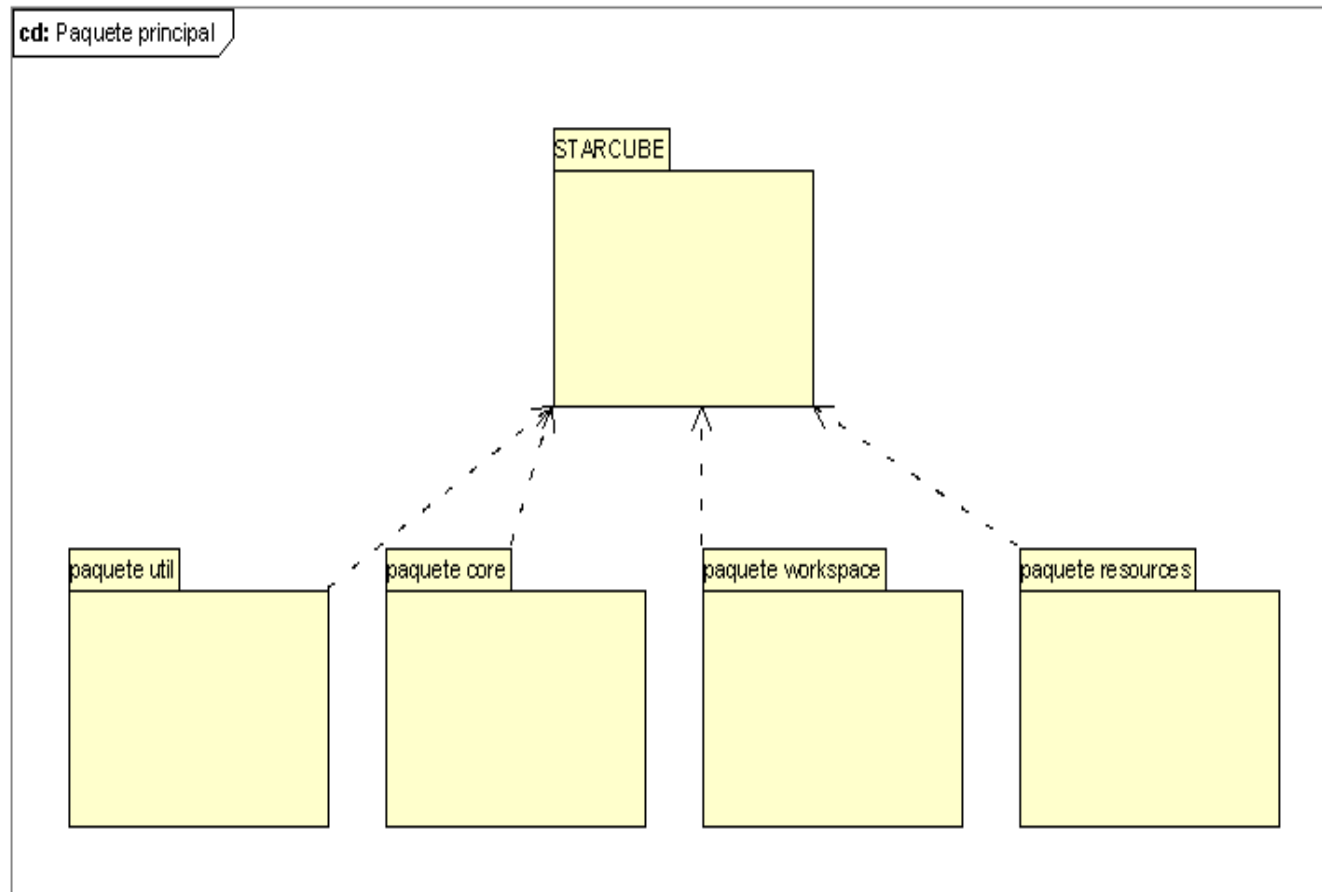 cd: Paquete principal
STARCUBE
paquete util
paquete core
paquete workspace
paquete resources